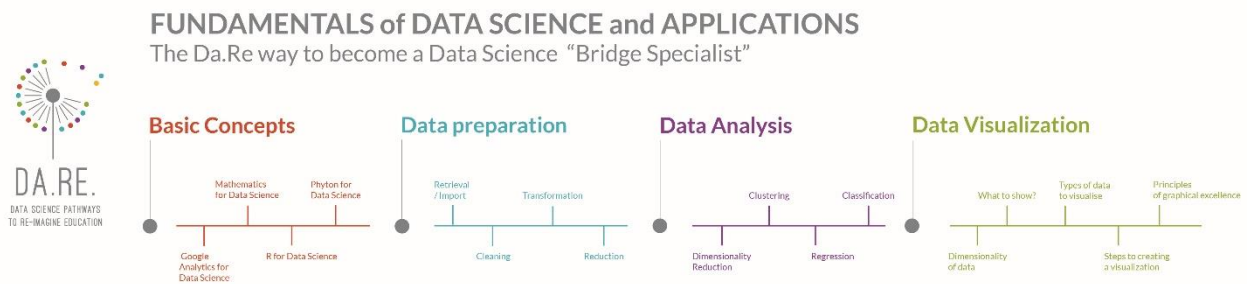 FUNDAMENTALS of DATA SCIENCE and APPLICATIONS
The Da.Re way to become a Data Science “Bridge Specialist”
DA.RE.
DATA SCIENCE PATHWAYS
TO RE-IMAGINE EDUCATION
Basic Concepts
Mathematics
for Data Science
Phyton for
Data Science
Google
Analytics for
Data Science
R for Data Science
Data preparation
Retrieval
/ Import
Transformation
Cleaning
Reduction
Data Analysis
Clustering
Classification
Dimensionality
Reduction
Regression
Data Visualization
What to show?
Types of data
to visualise
Principles
of graphical excellence
Dimensionality
of data
Steps to creating
a visualization